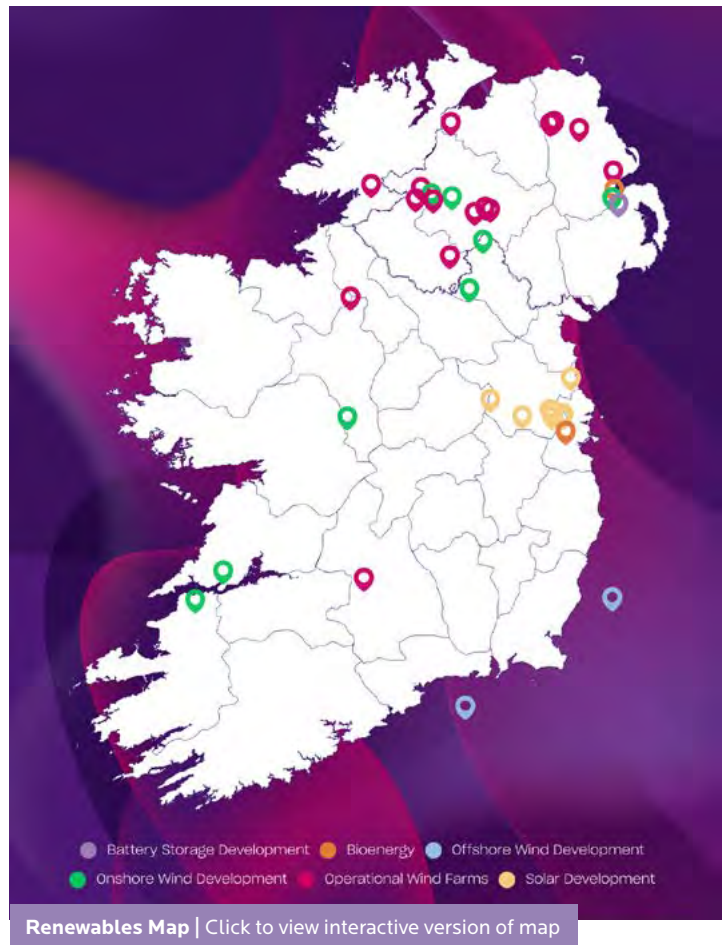 Battery Storage Development Bioenergy Offshore Wind Development
Onshore Wind Development Operational Wind Farms Solar Development
Renewables Map | Click to view interactive version of map